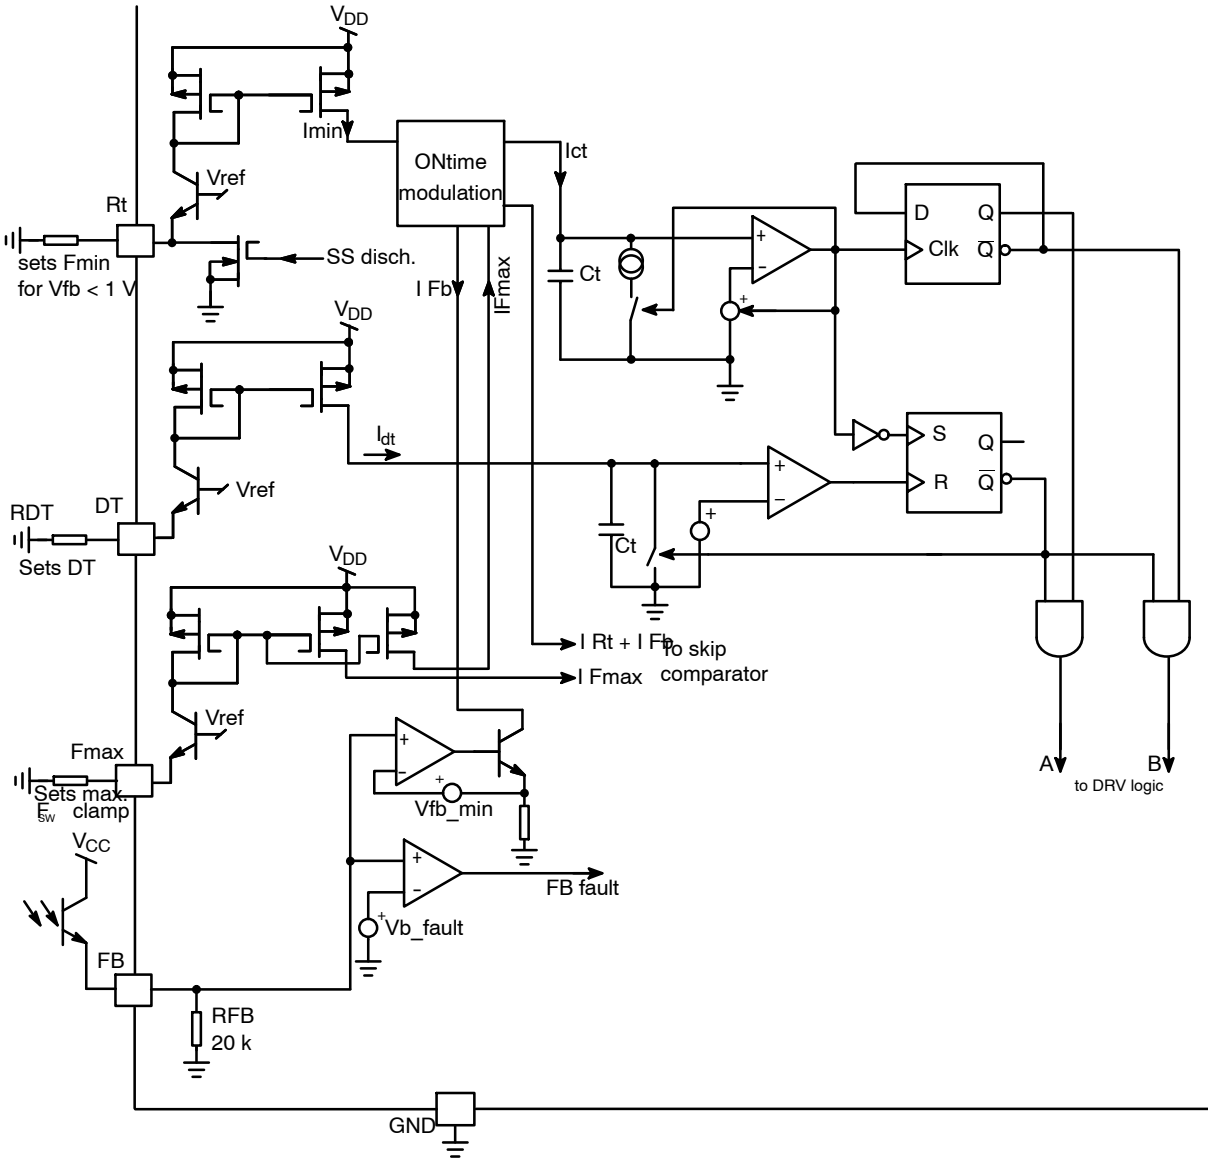 VDD
Imin
ONtime
modulation
Ict
Vref
Rt
sets Fmin
for Vfb < 1 V
SS disch.
I Fb
IFmax
Ct
+
−
+
D
Q
Clk
Q
VDD
Idt
Vref
RDT
DT
Sets DT
+
−
+
Ct
S
Q
R
Q
VDD
I Rt + I Fb
To skip
comparator
I Fmax
Vref
Fmax
Sets max.
Fsw clamp
+
−
+
Vfb_min
A
B
to DRV logic
VCC
+
−
+
Vb_fault
FB fault
FB
RFB
20 k
GND